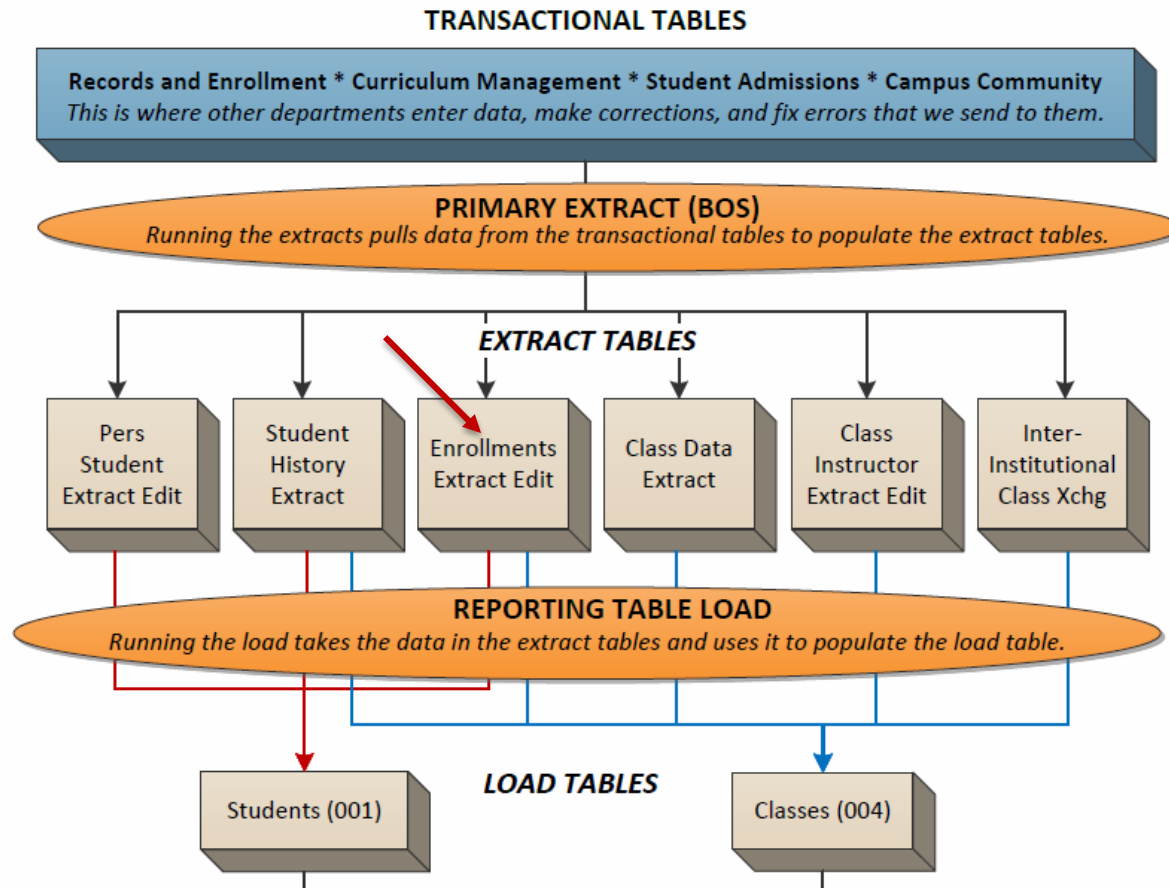 TRANSACTIONAL TABLES
Records and Enrollment * Curriculum Management * Student Admissions * Campus Community
This is where other departments enter data, make corrections, and fix errors that we send to them.
PRIMARY EXTRACT (BOS)
Running the extracts pulls data from the transactional tables to populate the extract tables.
EXTRACT TABLES
Pers
Student
Extract Edit
Student
History
Extract
Enrollments
Extract Edit
Class Data
Extract
Class
Instructor
Extract Edit
Inter-
Institutional
Class Xchg
REPORTING TABLE LOAD
Running the load takes the data in the extract tables and uses it to populate the load table.
LOAD TABLES
Students (001)
Classes (004)